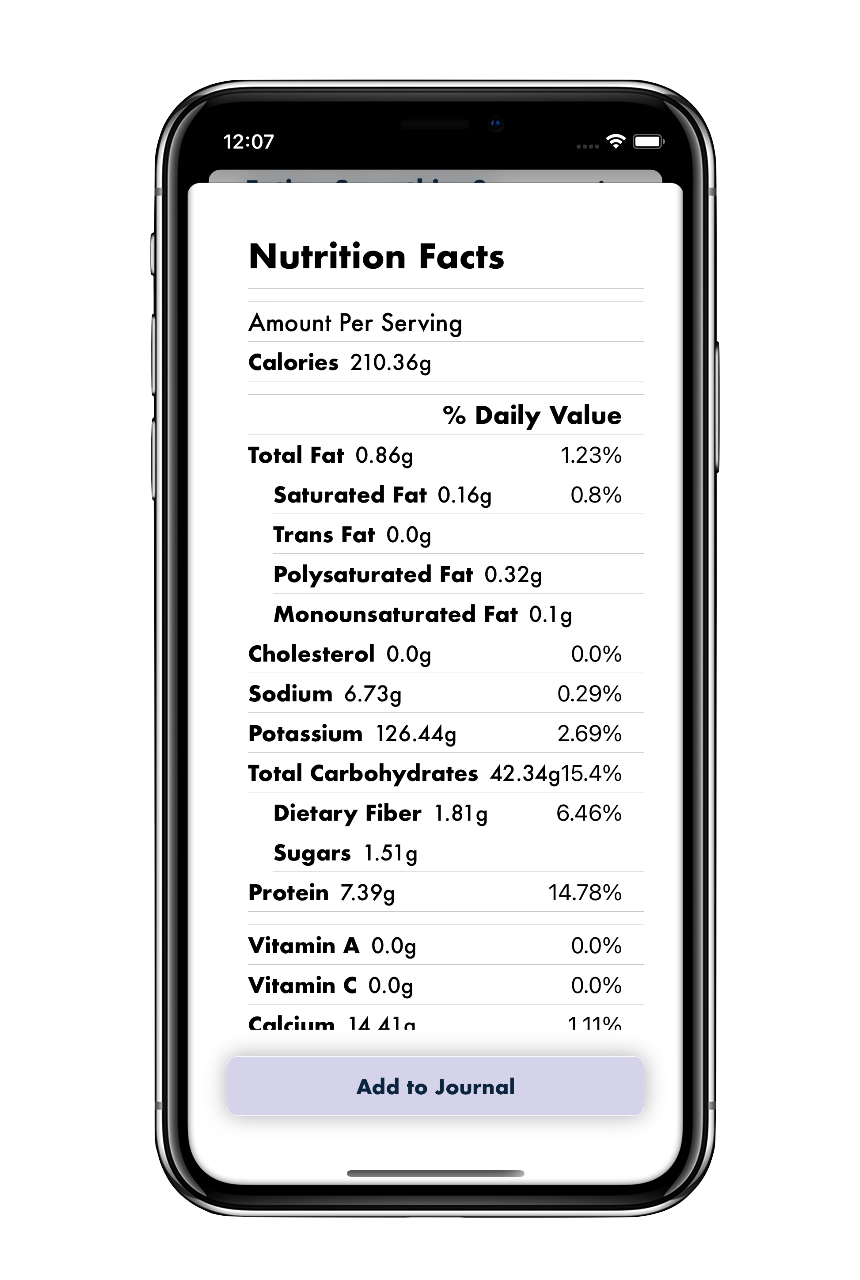 12:07
Nutrition Facts
Amount Per Serving
Calories 210.36g
% Daily Value
Total Fat 0.86g 1.23%
Saturated Fat 0.16g 0.8%
Trans Fat 0.0g
Polysaturated Fat 0.32g
Monounsaturated Fat 0.1g
Cholesterol 0.0g 0.0%
Sodium 6.73g 0.29%
Potassium 126.44g 2.69%
Total Carbohydrates 42.34g15.4%
Dietary Fiber 1.81g 6.46%
Sugars 1.51g
Protein 7.39g 14.78%
Vitamin A 0.0g 0.0%
Vitamin C 0.0g 0.0%
Calcium 14.41g 1.11%
Add to Journal